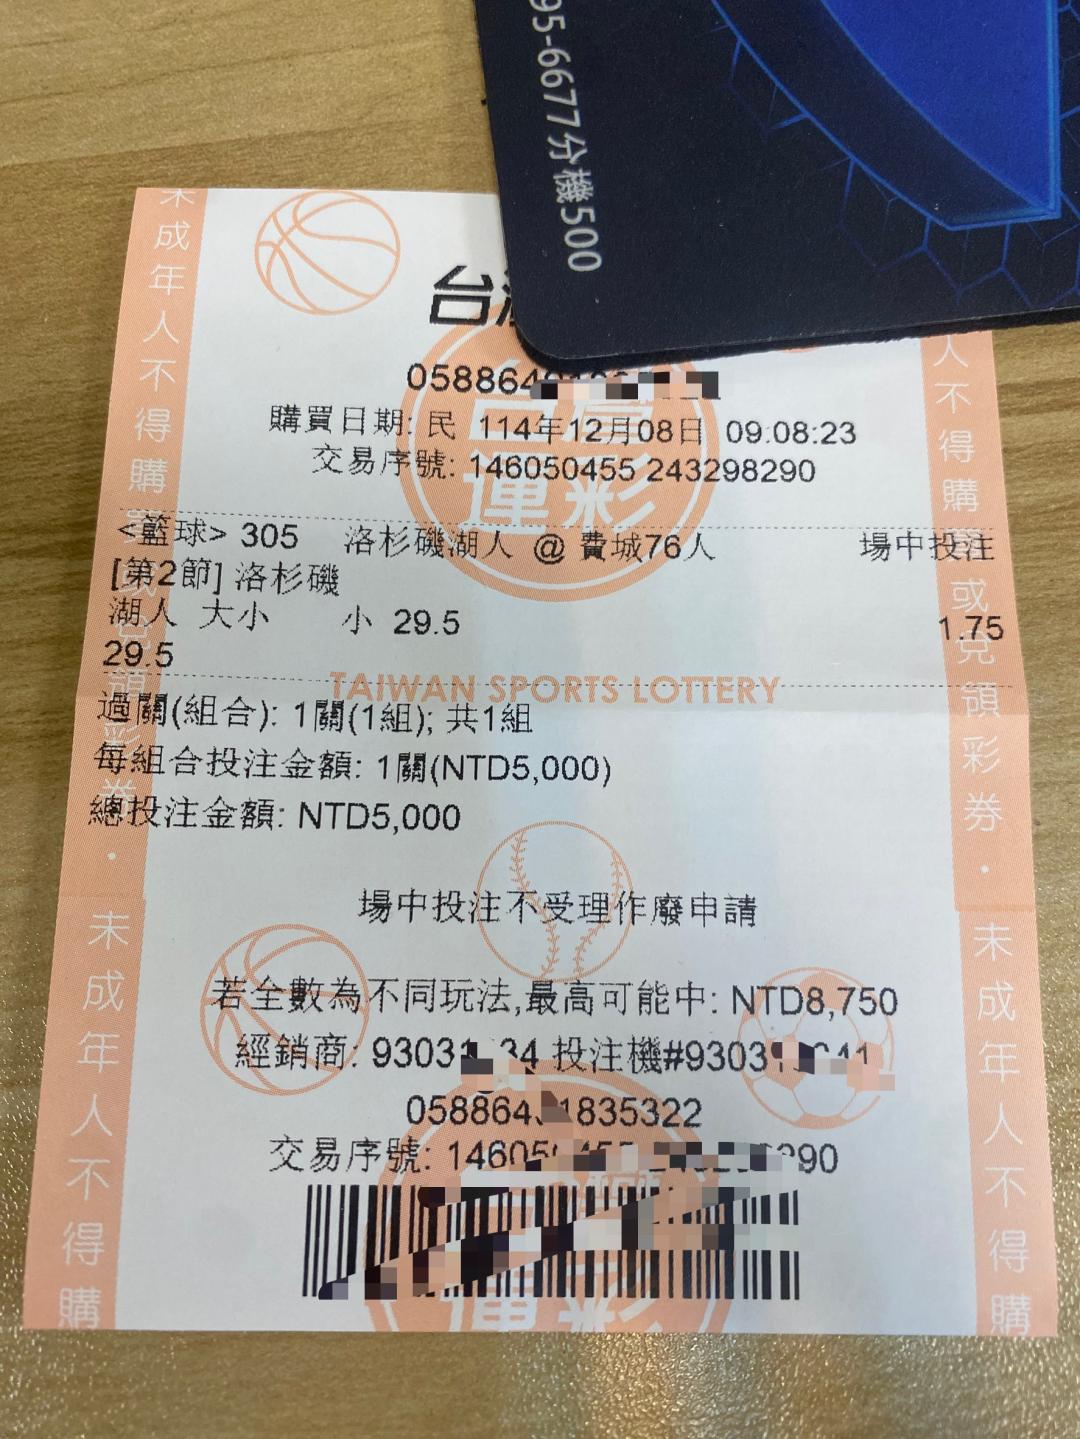 95-6677分機500
台
購買日期: 民 114年12月08日 09:08:23
交易序號: 146050455 243298290
<籃球> 305 洛杉磯湖人 @ 費城76人 場中投注
[第2節] 洛杉磯
湖人 大小 小 29.5 1.75
29.5
TAIWAN SPORTS LOTTERY
過關(組合): 1關(1組); 共1組
每組合投注金額: 1關(NTD5,000)
總投注金額: NTD5,000
場中投注不受理作廢申請
若全數為不同玩法,最高可能中: NTD8,750
經銷商: 投注機
交易序號:
台灣運彩
未成年人不得購買或兌領彩券·未成年人不得購
人不得購買或兌領彩券·未成年人不得購